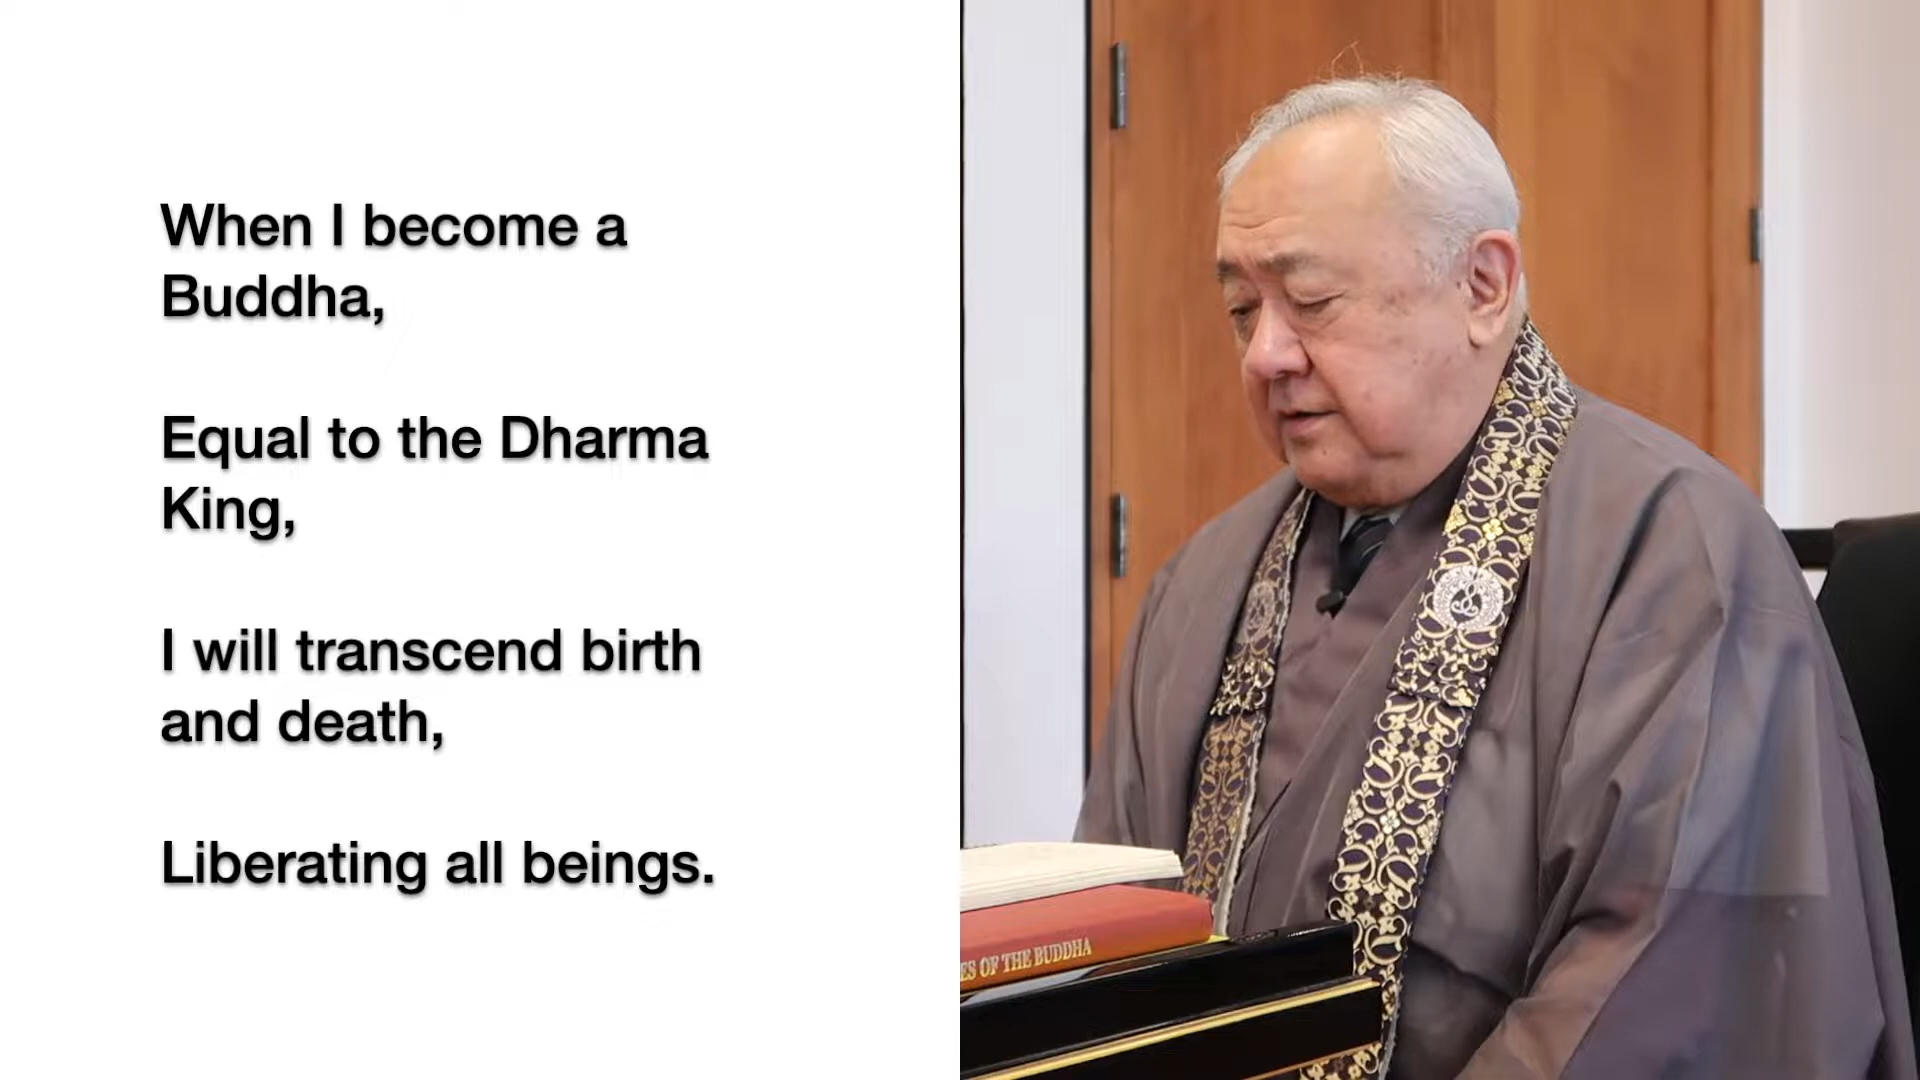 When I become a
Buddha,
Equal to the Dharma
King,
I will transcend birth
and death,
Liberating all beings.
ES OF THE BUDDHA